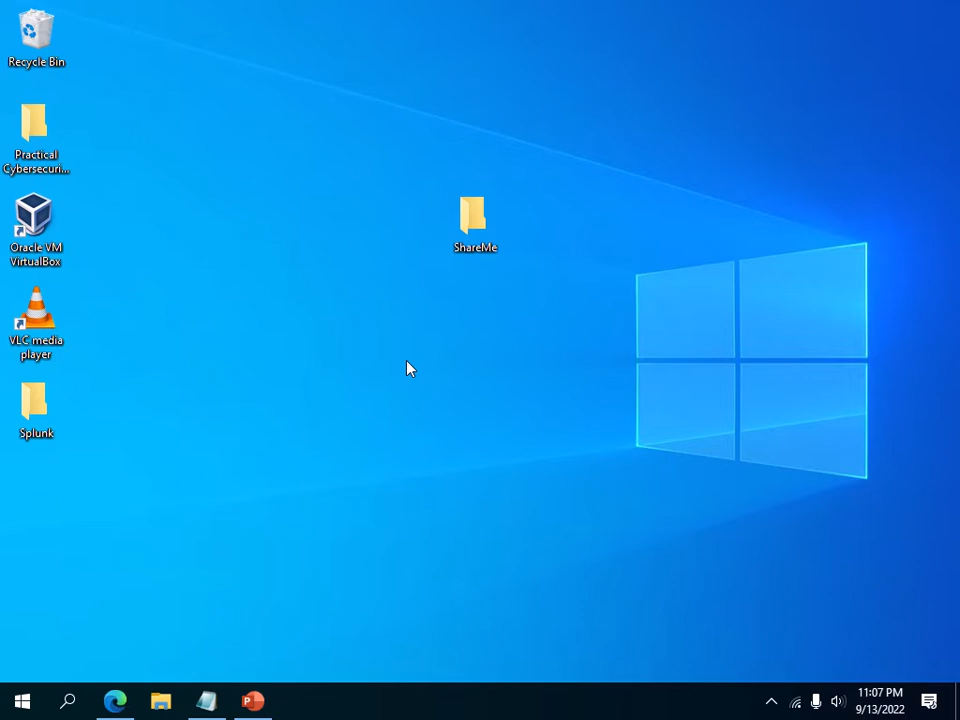 Recycle Bin
Practical
Cybersecuri...
Oracle VM
VirtualBox
VLC media
player
Splunk
ShareMe
11:07 PM
9/13/2022